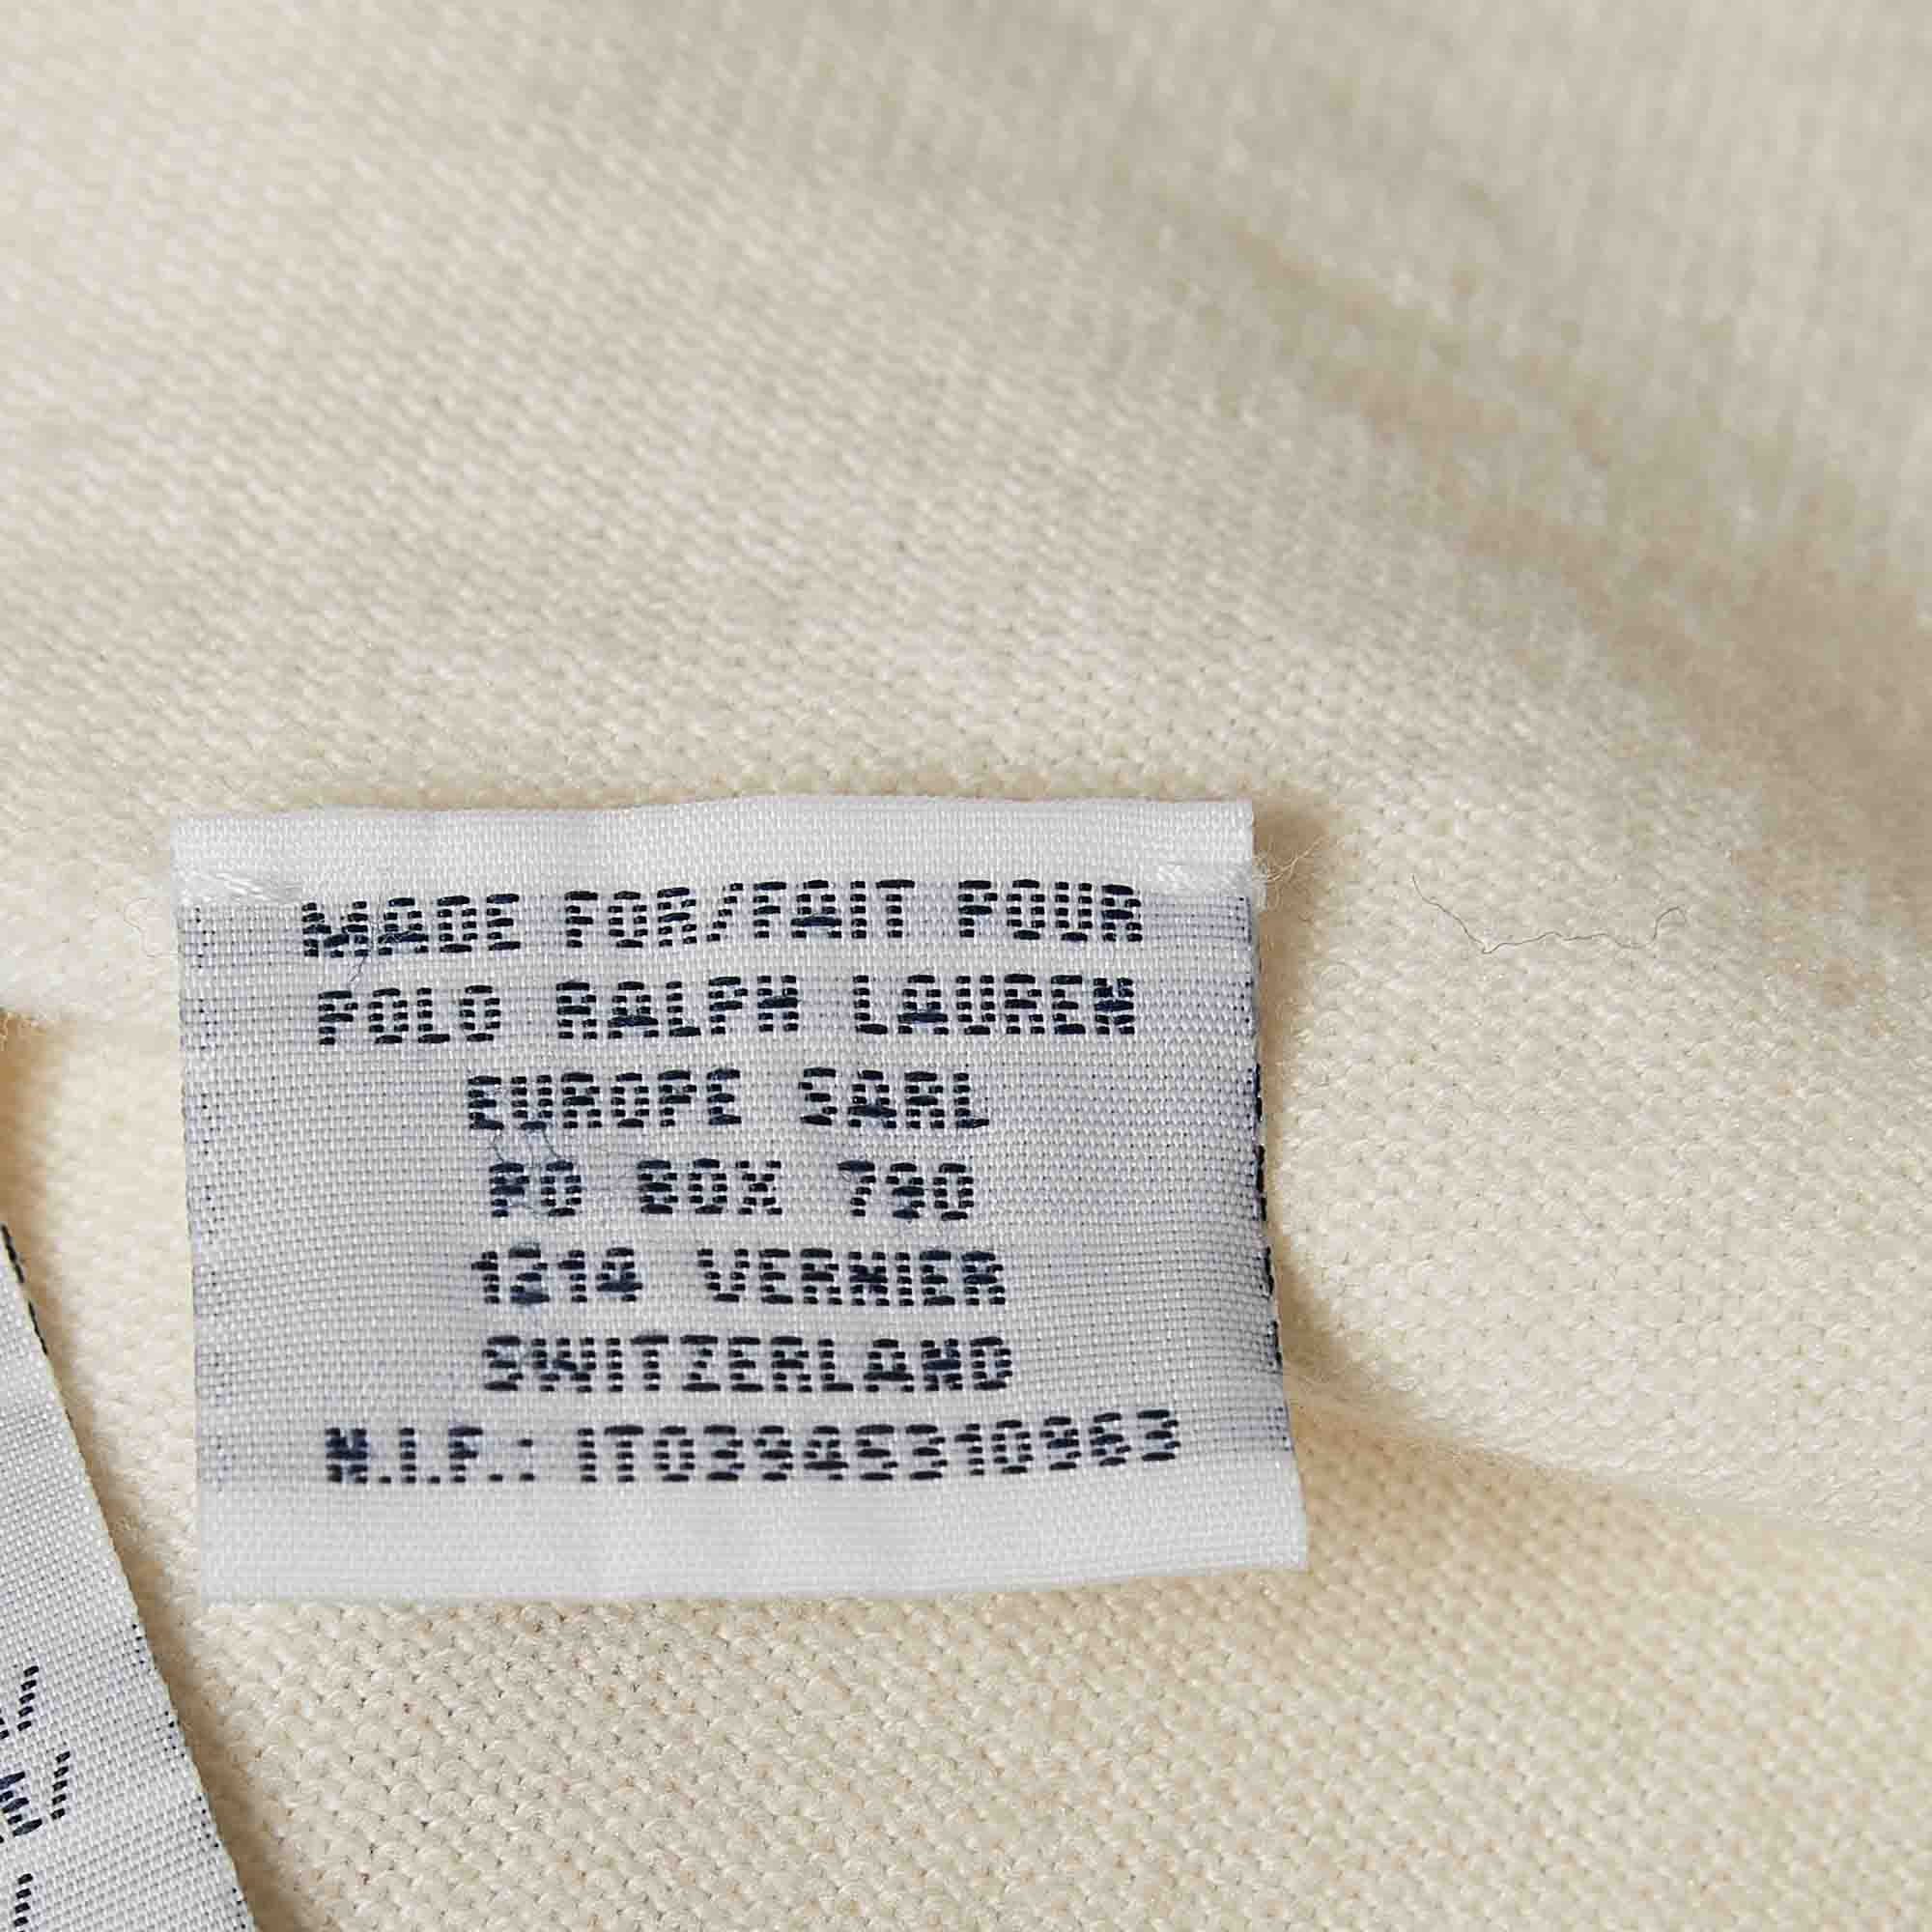 MADE FOR/FAIT POUR
POLO RALPH LAUREN
EUROPE SARL
PO BOX 790
1214 VERNIER
SWITZERLAND
N.I.F.: IT03945310963